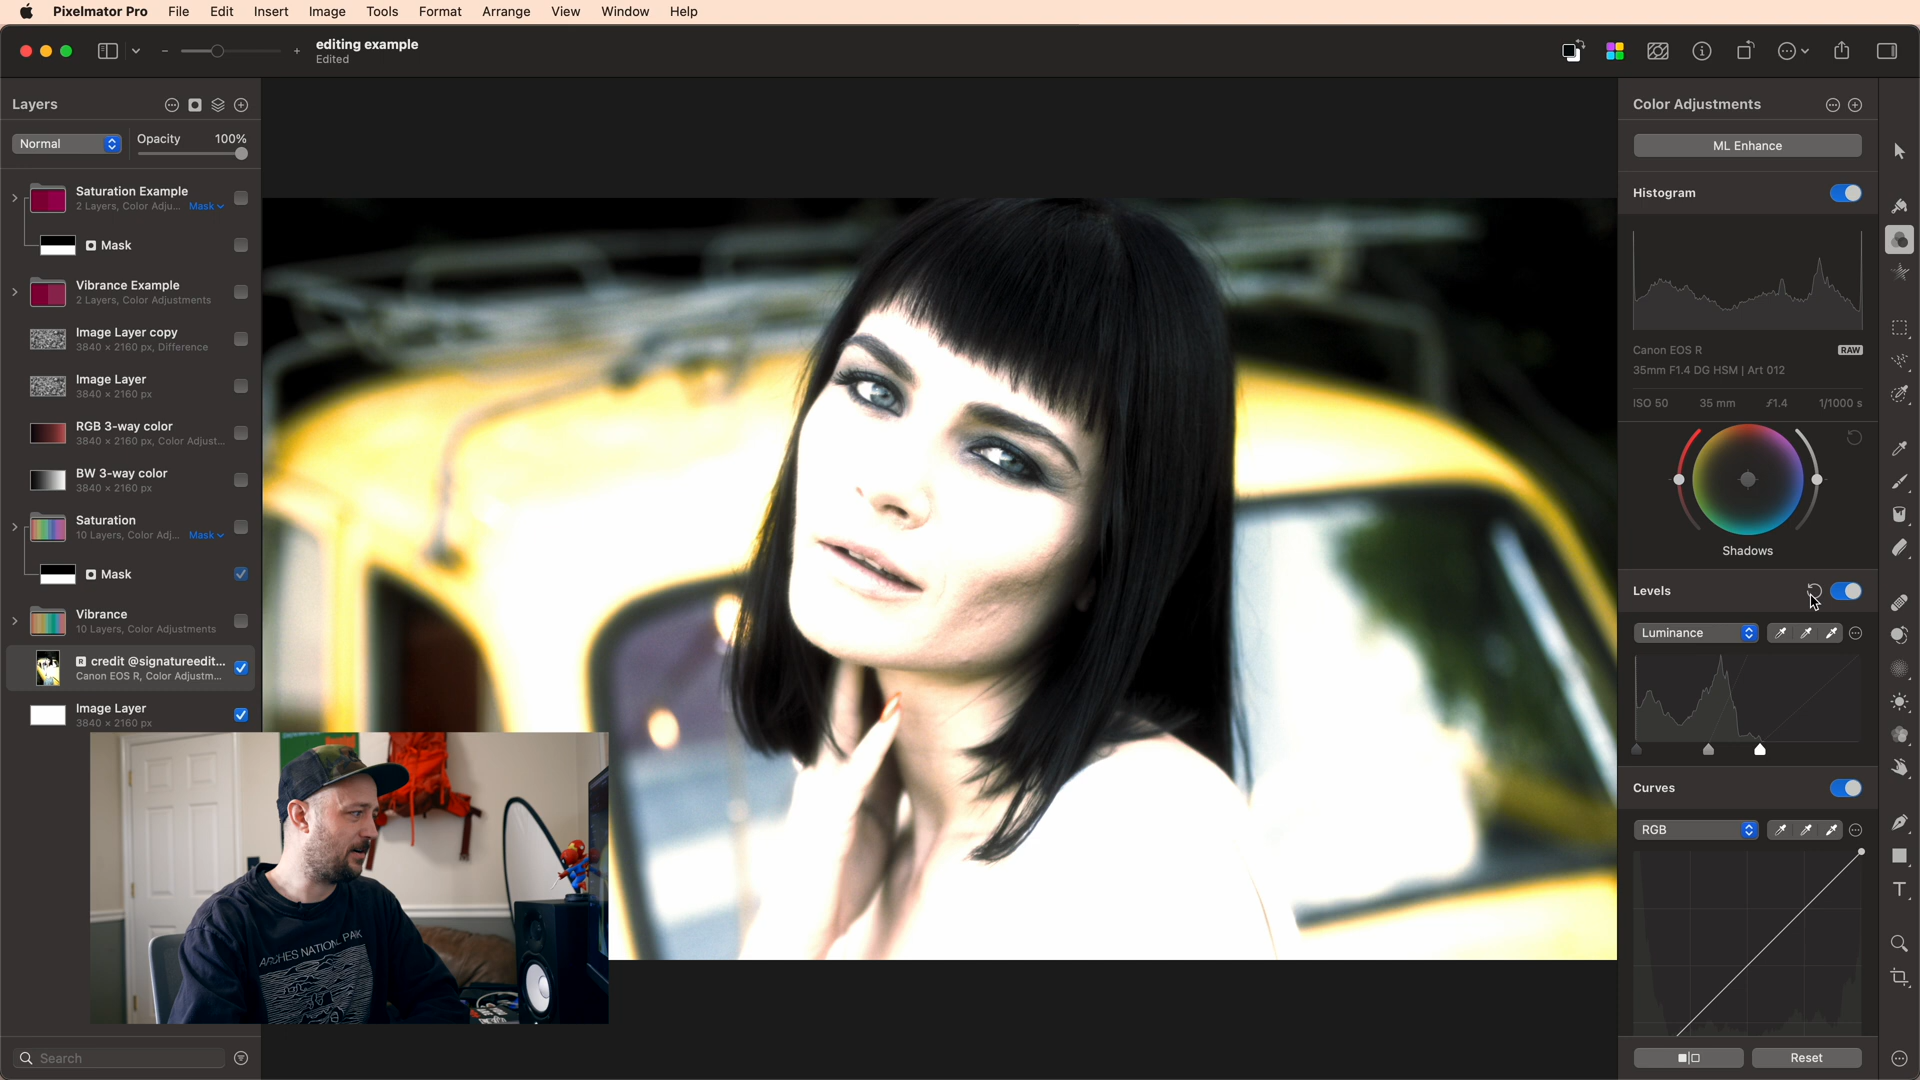 Pixelmator Pro File Edit Insert Image Tools Format Arrange View Window Help
editing example
Edited
Layers
Normal
Opacity 100%
Saturation Example
2 Layers, Color Adju... Mask
Mask
Vibrance Example
2 Layers, Color Adjustments
Image Layer copy
3840 × 2160 px, Difference
Image Layer
3840 × 2160 px
RGB 3-way color
3840 × 2160 px, Color Adjust...
BW 3-way color
3840 × 2160 px
Saturation
10 Layers, Color Adj... Mask
Mask
Vibrance
10 Layers, Color Adjustments
R credit @signatureedit...
Canon EOS R, Color Adjustm...
Image Layer
3840 × 2160 px
ARCHES NATIONAL PARK
Search
Color Adjustments
ML Enhance
Histogram
Canon EOS R RAW
35mm F1.4 DG HSM | Art 012
ISO 50 35 mm ƒ1.4 1/1000 s
Shadows
Levels
Luminance
Curves
RGB
Reset